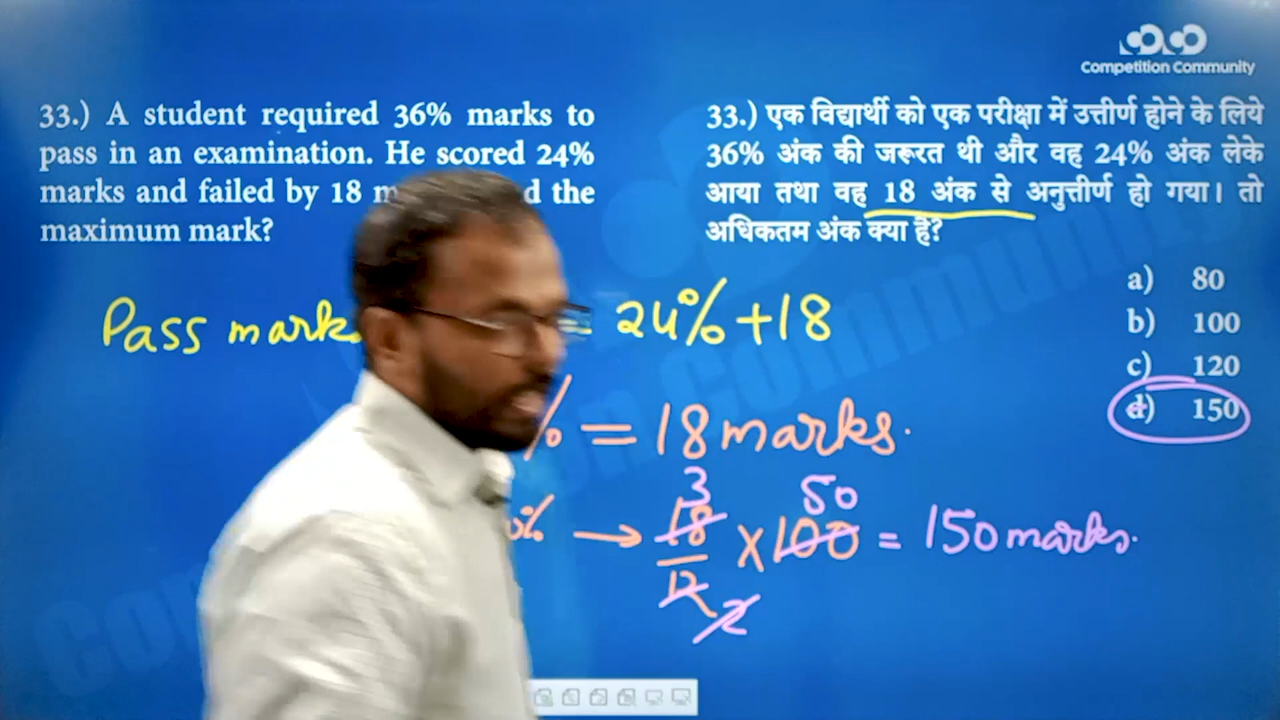 Competition Community
33.) A student required 36% marks to
pass in an examination. He scored 24%
marks and failed by 18 the
maximum mark?
33.) एक विद्यार्थी को एक परीक्षा में उत्तीर्ण होने के लिये
36% अंक की जरूरत थी और वह 24% अंक लेके
आया तथा वह 18 अंक से अनुत्तीर्ण हो गया। तो
अधिकतम अंक क्या है?
a) 80
b) 100
c) 120
d) 150
Pass marks = 24% + 18
% = 18 marks.
3 50
% → 18/12 × 100 = 150 marks.
2